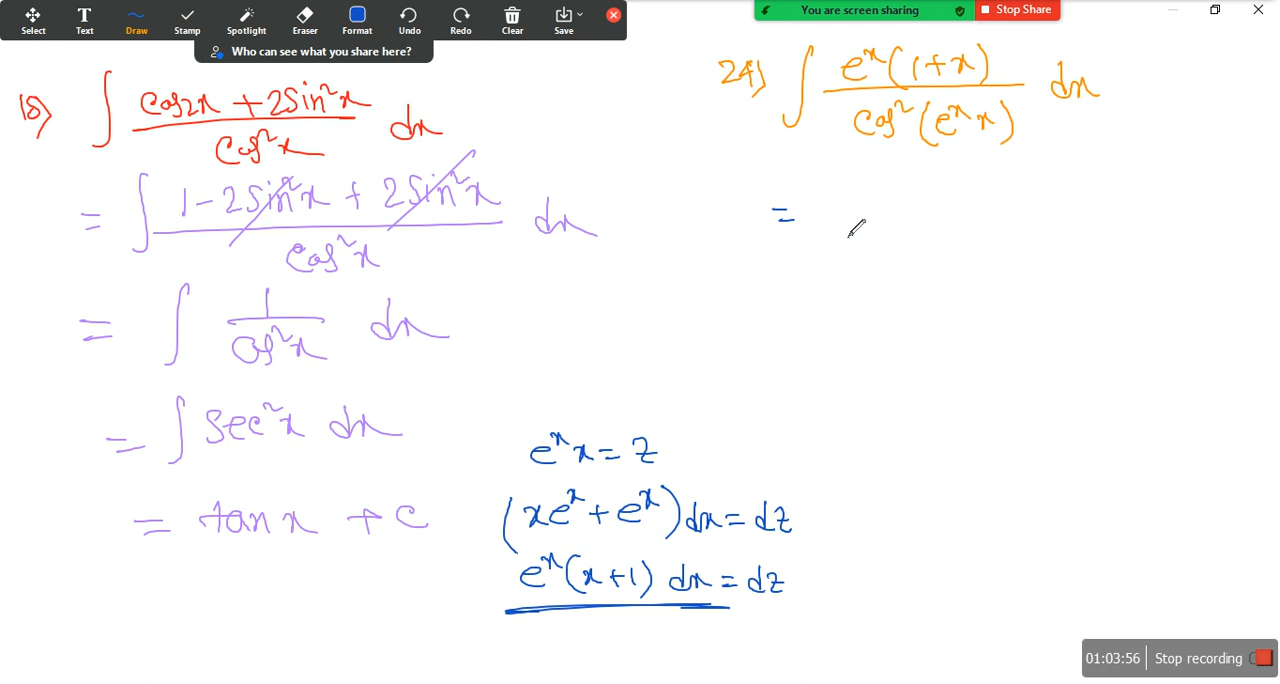 Select Text Draw Stamp Spotlight Eraser Format Undo Redo Clear Save
Who can see what you share here?
You are screen sharing Stop Share
18) ∫ (cos2x + 2sin²x)/(cos²x) dx
= ∫ (1 - 2sin²x + 2sin²x)/(cos²x) dx
= ∫ 1/(cos²x) dx
= ∫ sec²x dx
= tan x + c
24) ∫ (eˣ(1+x))/(cos²(eˣx)) dx
=
eˣx = z
(xeˣ + eˣ)dx = dz
eˣ(x+1) dx = dz
01:03:56 Stop recording